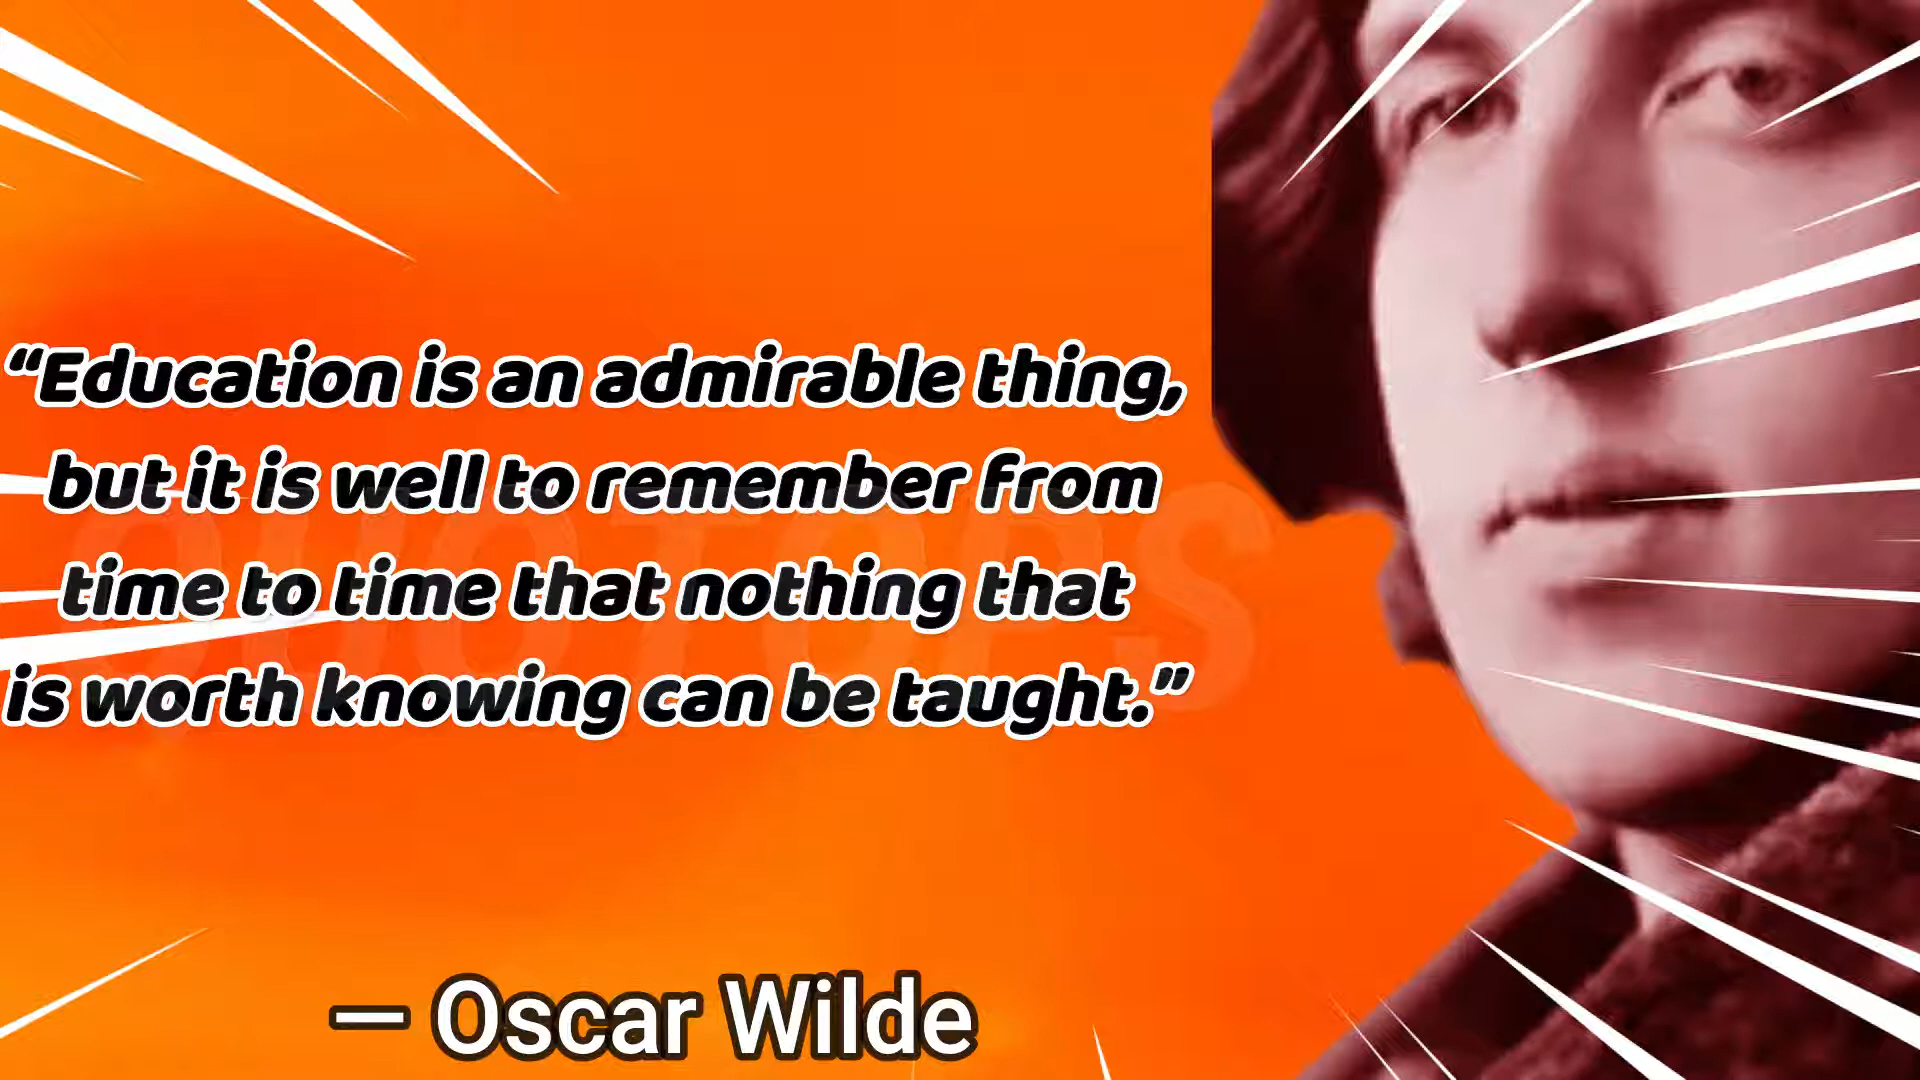 “Education is an admirable thing,
but it is well to remember from
time to time that nothing that
is worth knowing can be taught.”
QUOTOPS
— Oscar Wilde